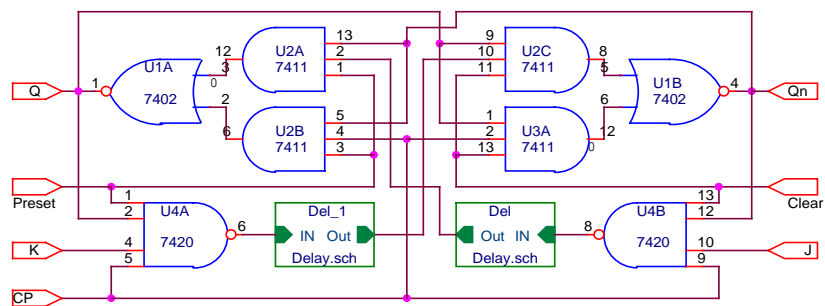 13 9
12 U2A 2 10 U2C 8
U1A 3 1 11 5 U1B
Q 1 0 7411 7411 4 Qn
7402 2 5 1 6 7402
6 U2B 4 2 U3A 12
7411 3 13 7411 0
Preset 1 U4A Del_1 Del U4B 13 Clear
2 6 8 12
K 4 7420 IN Out Out IN 7420 10 J
5 Delay.sch Delay.sch 9
CP